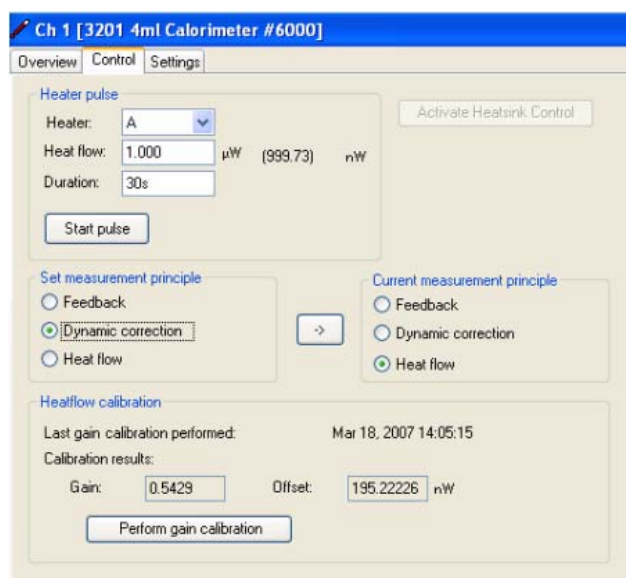 Ch 1 [3201 4ml Calorimeter #6000]
Overview Control Settings
Heater pulse
Heater: A
Activate Heatsink Control
Heat flow: 1.000 µW (999.73) nW
Duration: 30s
Start pulse
Set measurement principle
Feedback
Dynamic correction
Heat flow
->
Current measurement principle
Feedback
Dynamic correction
Heat flow
Heatflow calibration
Last gain calibration performed: Mar 18, 2007 14:05:15
Calibration results:
Gain: 0.5429 Offset: 195.22226 nW
Perform gain calibration